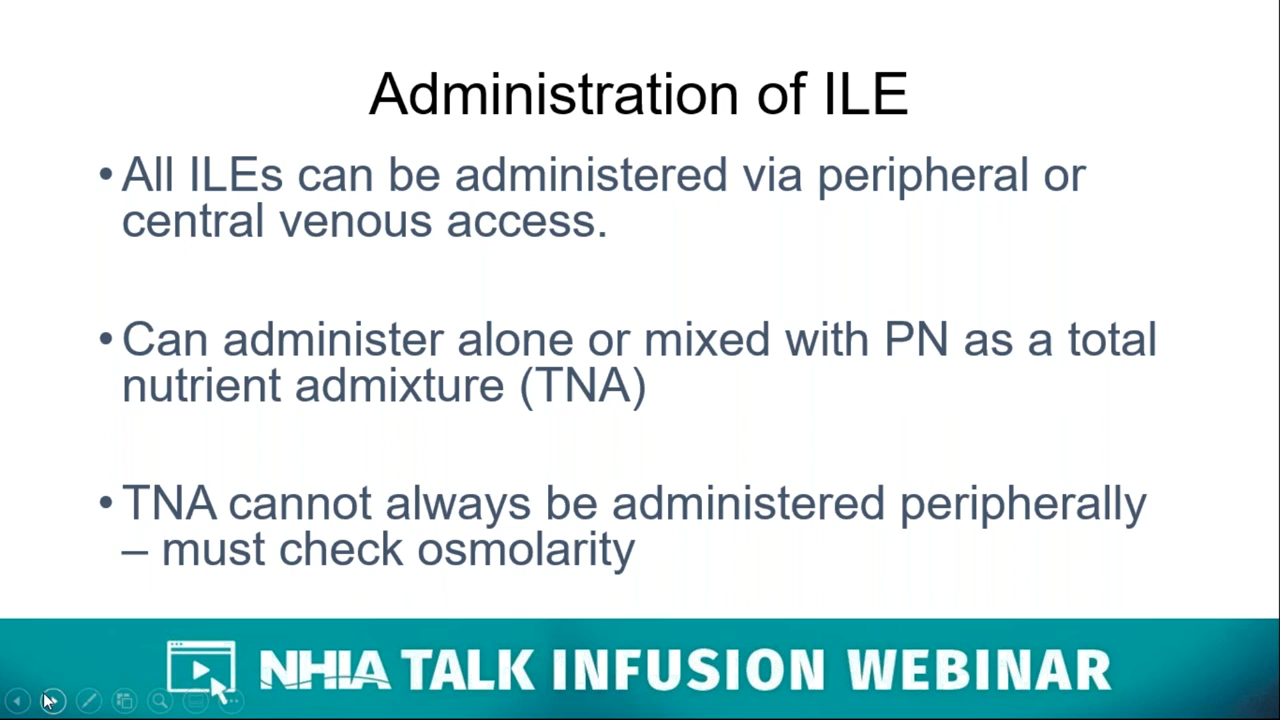 Administration of ILE
• All ILEs can be administered via peripheral or
central venous access.
• Can administer alone or mixed with PN as a total
nutrient admixture (TNA)
• TNA cannot always be administered peripherally
– must check osmolarity
NHIA TALK INFUSION WEBINAR